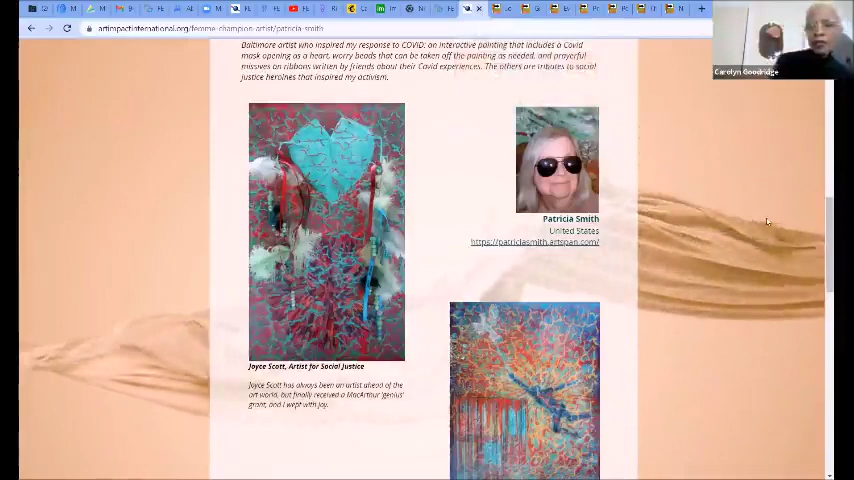 artimpactinternational.org/femme-champion-artist/patricia-smith
Carolyn Goodridge
Baltimore artist who inspired my response to COVID: an interactive painting that includes a Covid
mask opening as a heart, worry beads that can be taken off the painting as needed, and prayerful
missives on ribbons written by friends about their Covid experiences. The others are tributes to social
justice heroines that inspired my activism.
Patricia Smith
United States
https://patriciasmith.artspan.com/
Joyce Scott, Artist for Social Justice
Joyce Scott has always been an artist ahead of the
art world, but finally received a MacArthur 'genius'
grant, and I wept with joy.